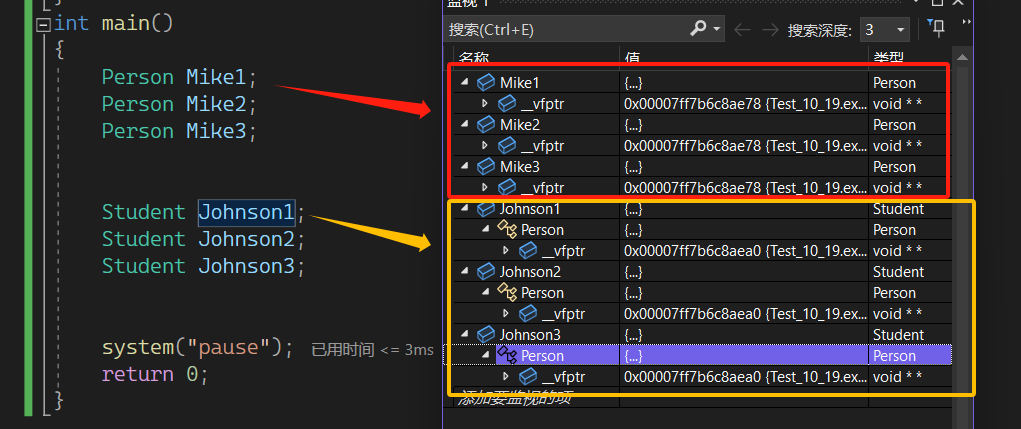 int main()
{
Person Mike1;
Person Mike2;
Person Mike3;
Student Johnson1;
Student Johnson2;
Student Johnson3;
system("pause"); 已用时间 <= 3ms
return 0;
}
监视 1
搜索(Ctrl+E) 搜索深度: 3
名称 值 类型
Mike1 {...} Person
__vfptr 0x00007ff7b6c8ae78 {Test_10_19.ex... void * *
Mike2 {...} Person
__vfptr 0x00007ff7b6c8ae78 {Test_10_19.ex... void * *
Mike3 {...} Person
__vfptr 0x00007ff7b6c8ae78 {Test_10_19.ex... void * *
Johnson1 {...} Student
Person {...} Person
__vfptr 0x00007ff7b6c8aea0 {Test_10_19.ex... void * *
Johnson2 {...} Student
Person {...} Person
__vfptr 0x00007ff7b6c8aea0 {Test_10_19.ex... void * *
Johnson3 {...} Student
Person {...} Person
__vfptr 0x00007ff7b6c8aea0 {Test_10_19.ex... void * *
添加要监视的项